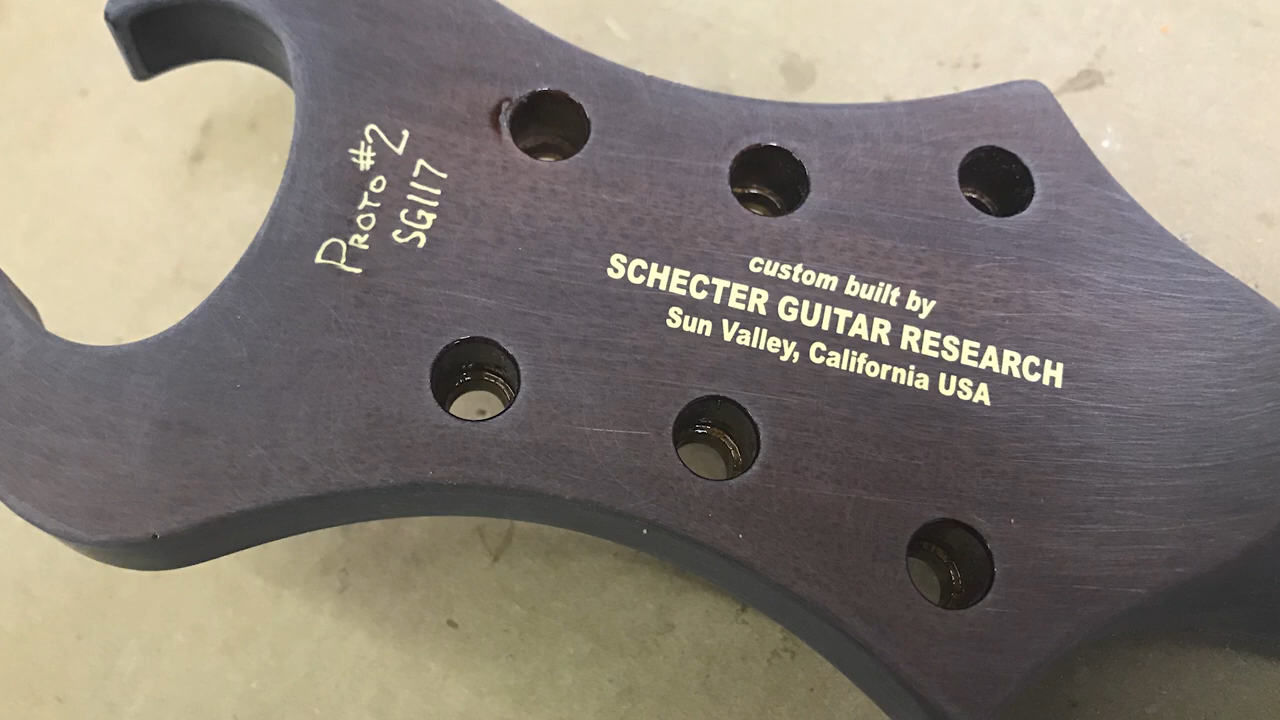 Proto #2
SG117
custom built by
SCHECTER GUITAR RESEARCH
Sun Valley, California USA